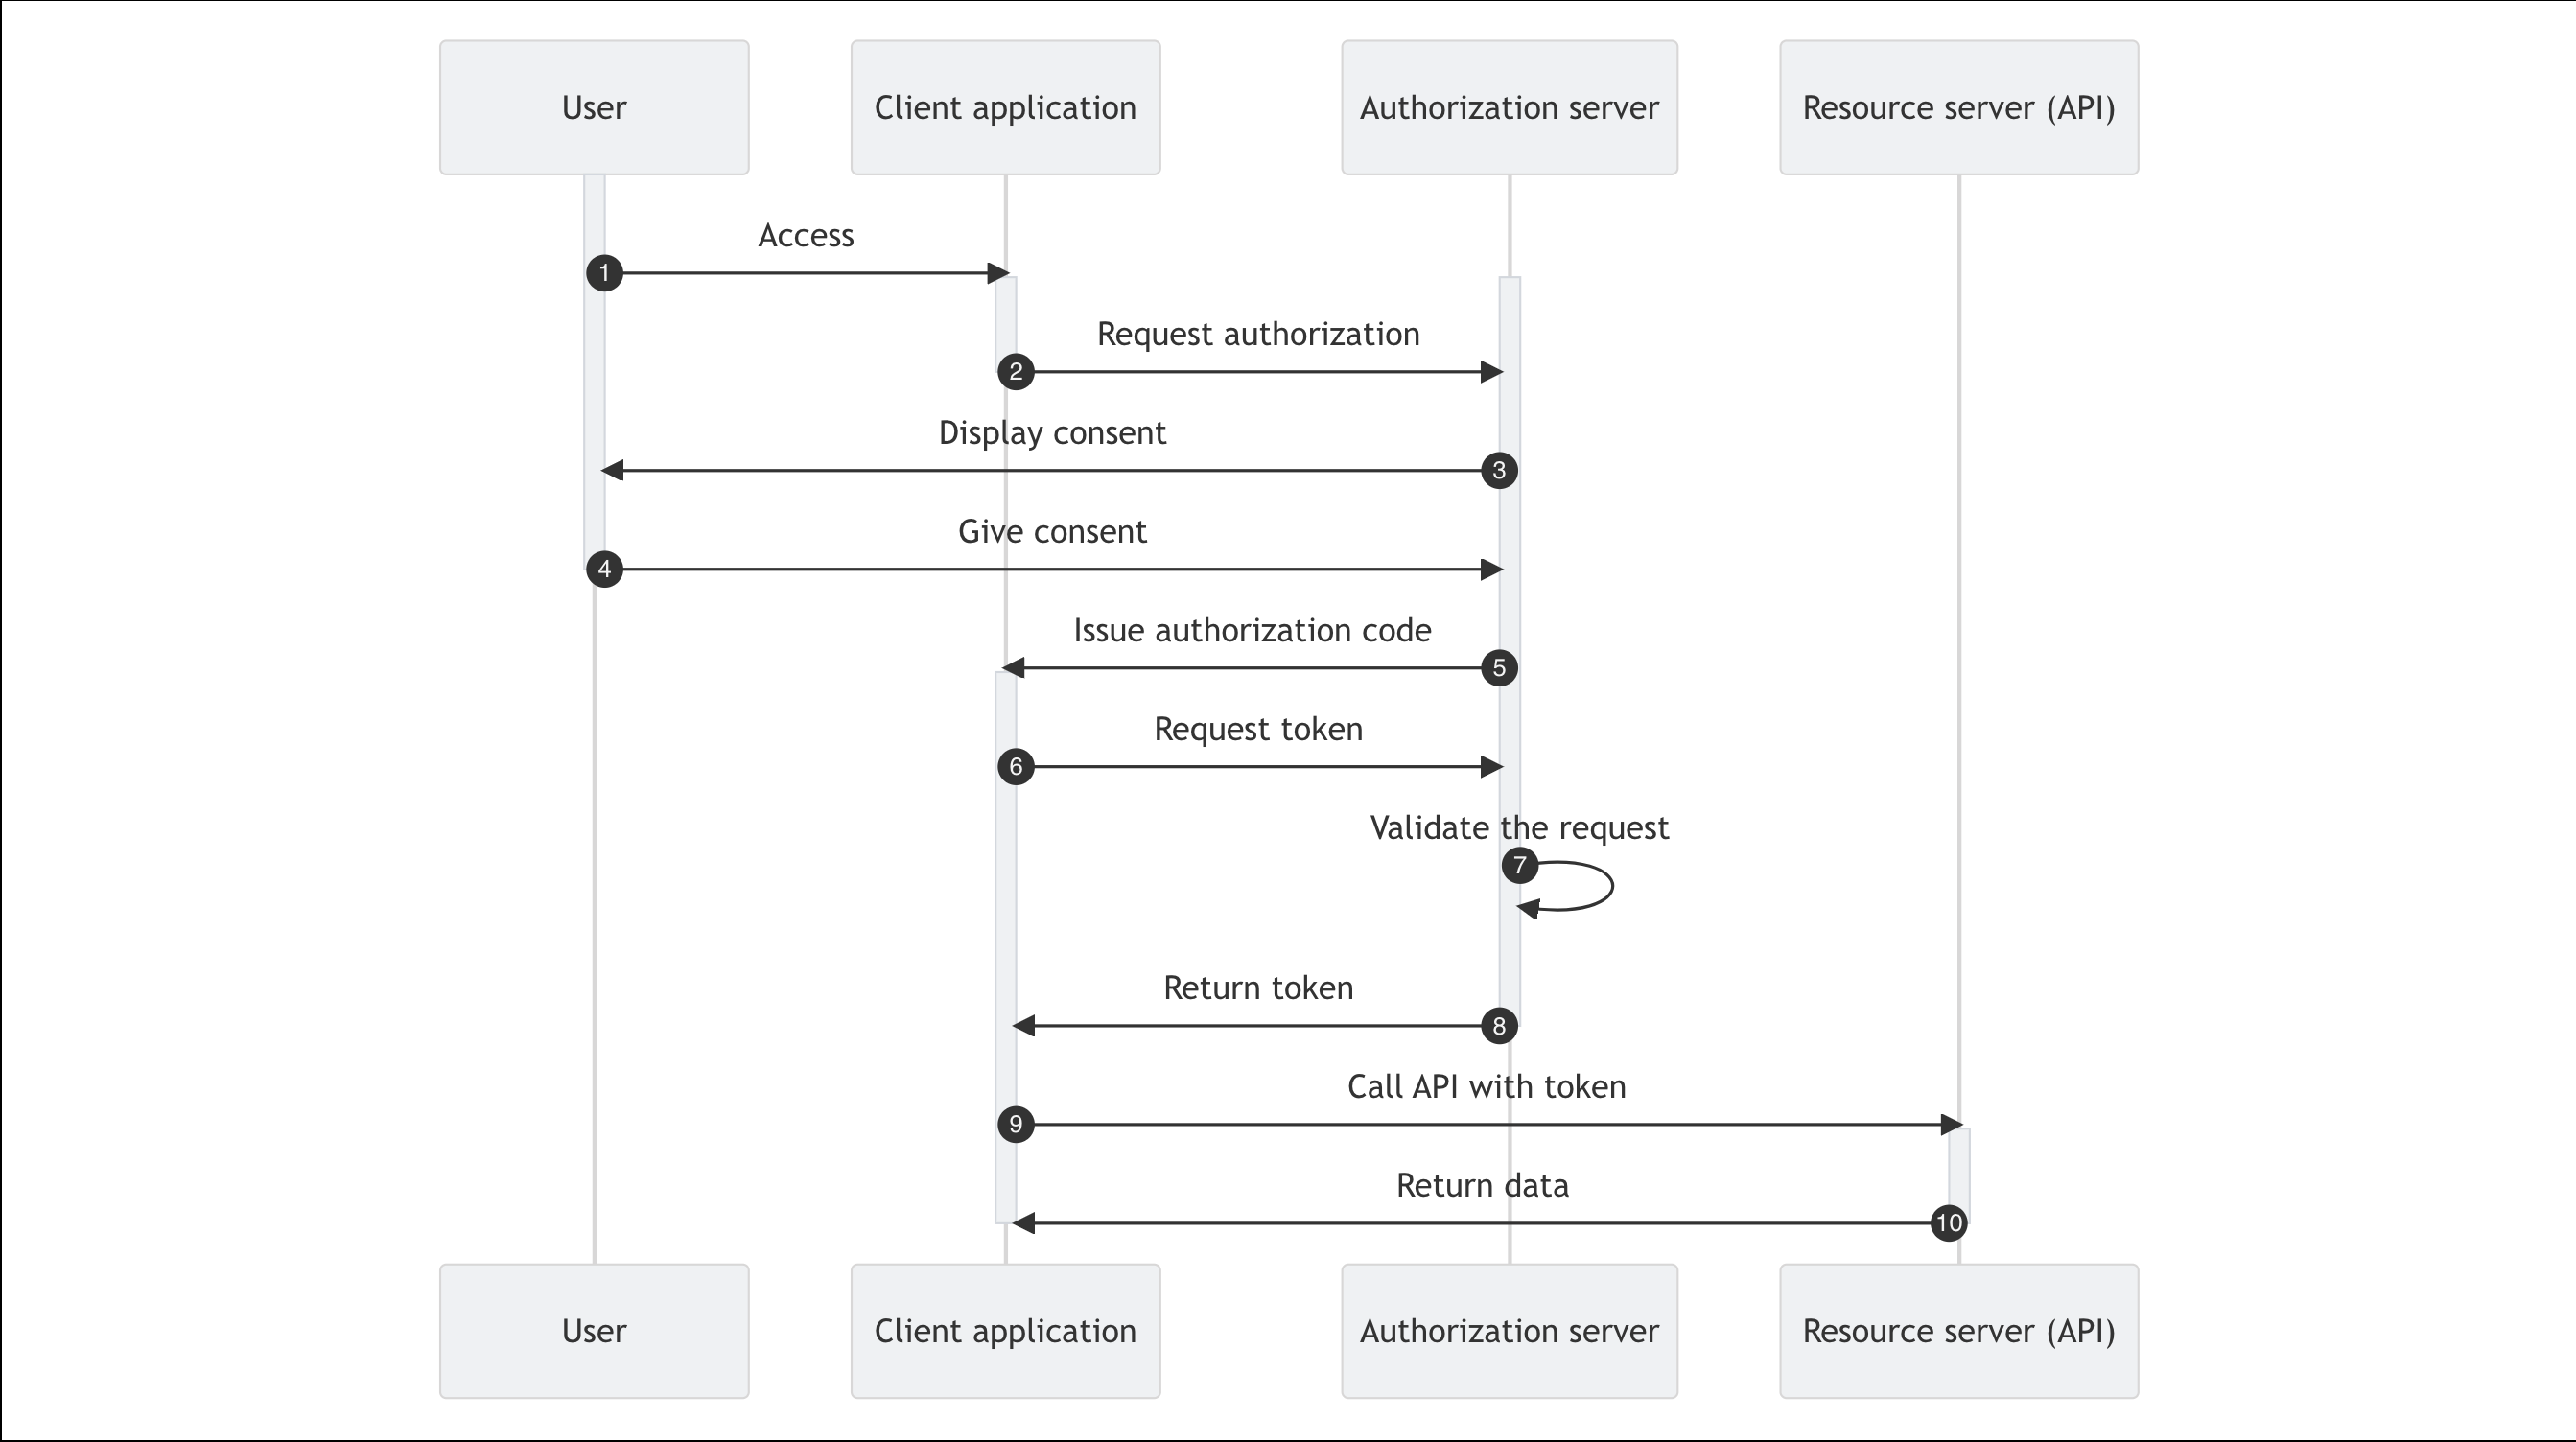 User
Client application
Authorization server
Resource server (API)
Access
1
Request authorization
2
Display consent
3
Give consent
4
Issue authorization code
5
Request token
6
Validate the request
7
Return token
8
Call API with token
9
Return data
10
User
Client application
Authorization server
Resource server (API)